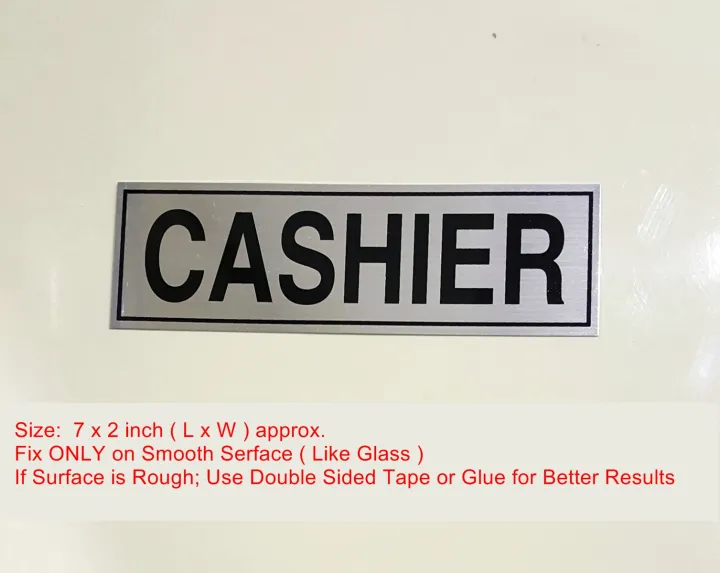 CASHIER
Size:  7 x 2 inch ( L x W ) approx.
Fix ONLY on Smooth Serface ( Like Glass )
If Surface is Rough; Use Double Sided Tape or Glue for Better Results